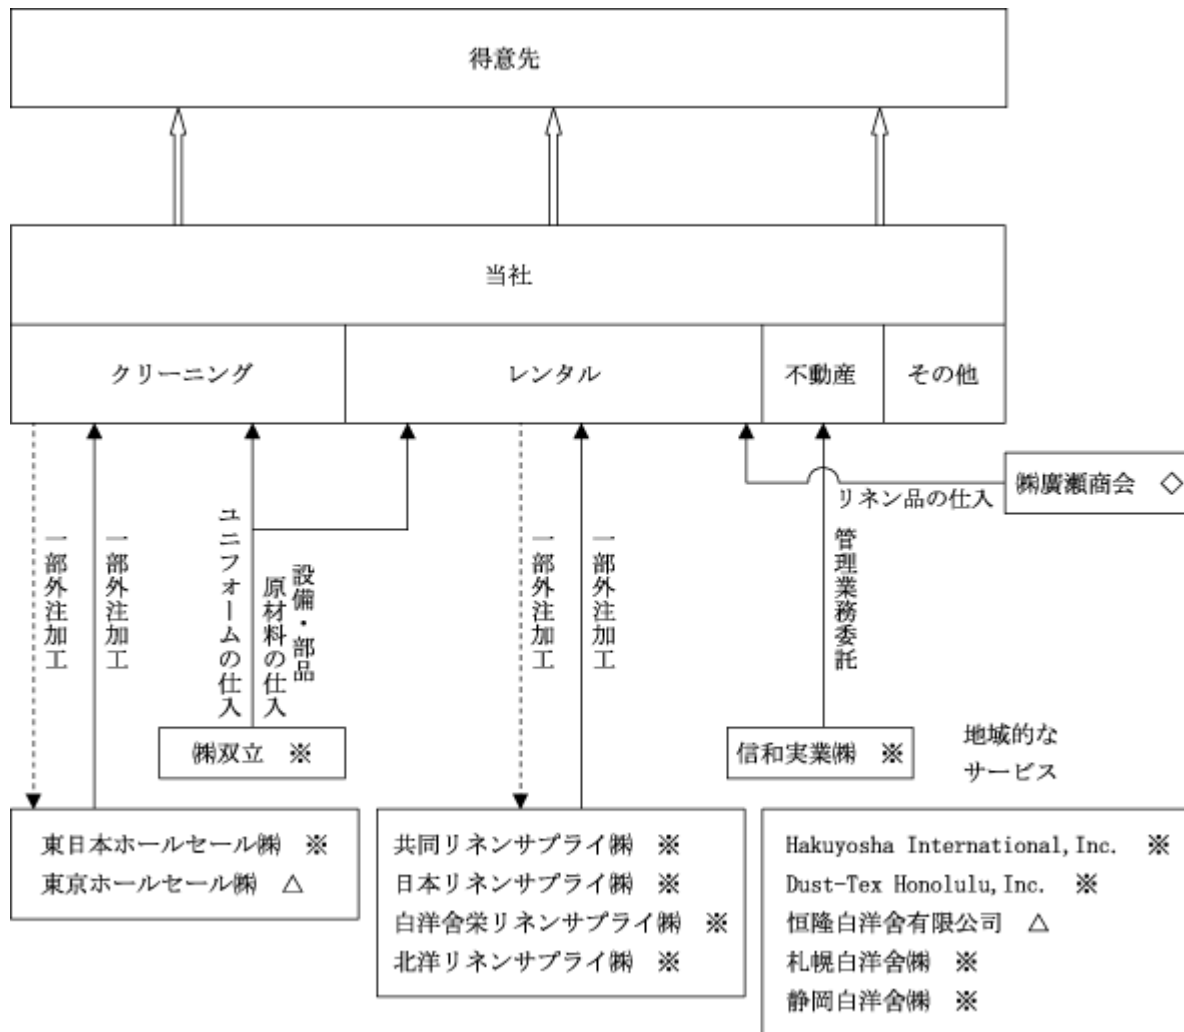 得意先
当社
クリーニング
レンタル
不動産
その他
㈱廣瀬商会 ◇
リネン品の仕入
一部外注加工
一部外注加工
ユニフォームの仕入
設備・部品
原材料の仕入
一部外注加工
一部外注加工
管理業務委託
㈱双立 ※
信和実業㈱ ※
地域的な
サービス
東日本ホールセール㈱ ※
東京ホールセール㈱ △
共同リネンサプライ㈱ ※
日本リネンサプライ㈱ ※
白洋舍栄リネンサプライ㈱ ※
北洋リネンサプライ㈱ ※
Hakuyosha International,Inc. ※
Dust-Tex Honolulu,Inc. ※
恒隆白洋舍有限公司 △
札幌白洋舍㈱ ※
静岡白洋舍㈱ ※